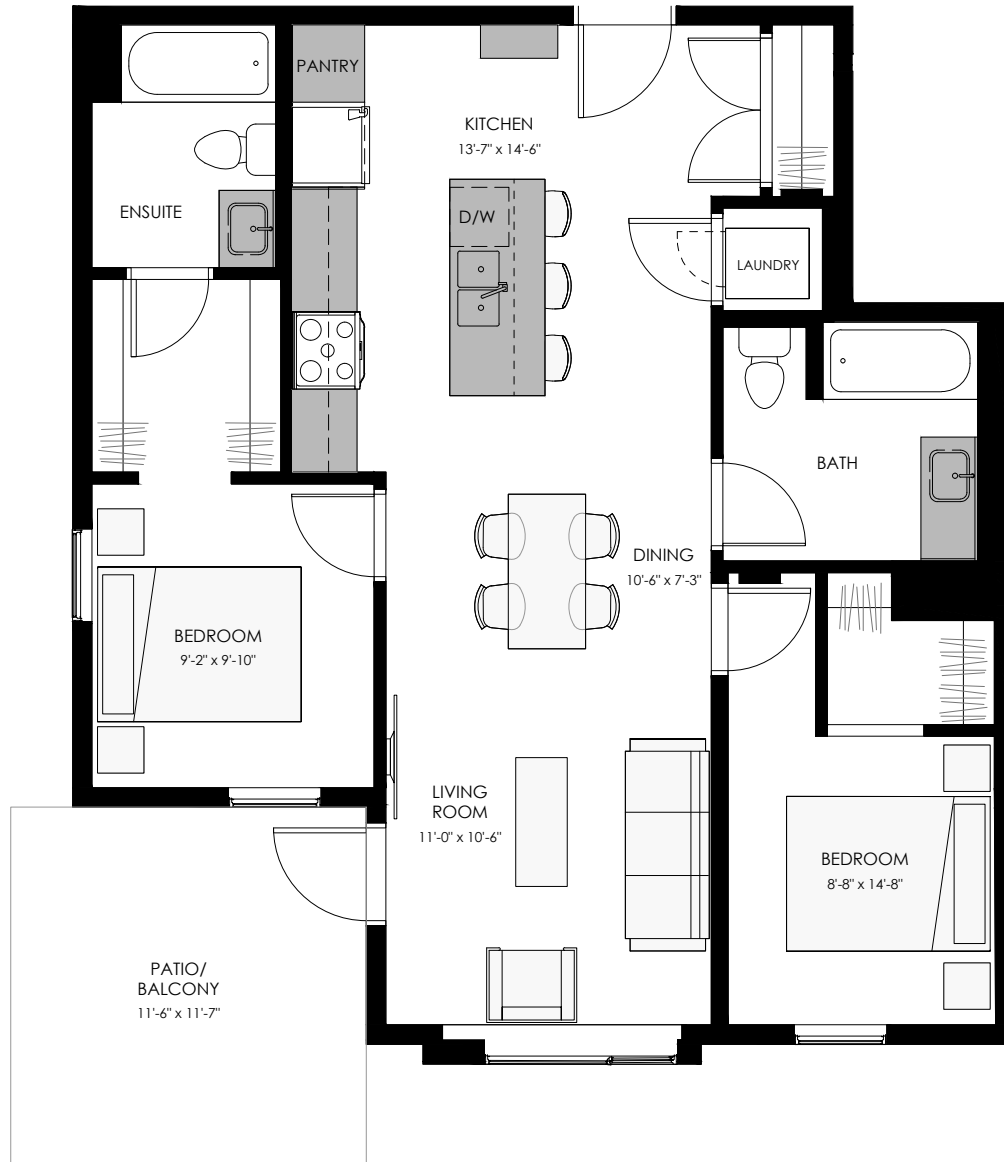 PANTRY
KITCHEN
13'-7" x 14'-6"
ENSUITE
D/W
LAUNDRY
BATH
DINING
10'-6" x 7'-3"
BEDROOM
9'-2" x 9'-10"
LIVING
ROOM
11'-0" x 10'-6"
BEDROOM
8'-8" x 14'-8"
PATIO/
BALCONY
11'-6" x 11'-7"